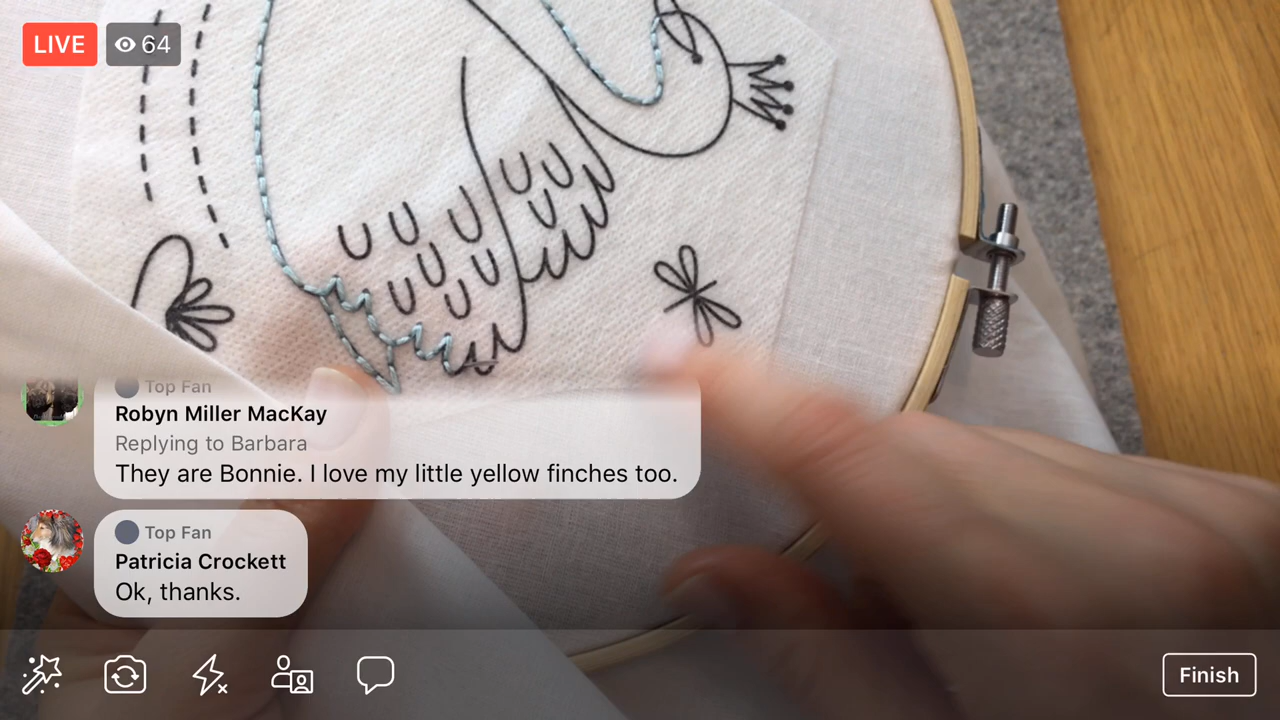 LIVE
64
Top Fan
Robyn Miller MacKay
Replying to Barbara
They are Bonnie. I love my little yellow finches too.
Top Fan
Patricia Crockett
Ok, thanks.
Finish